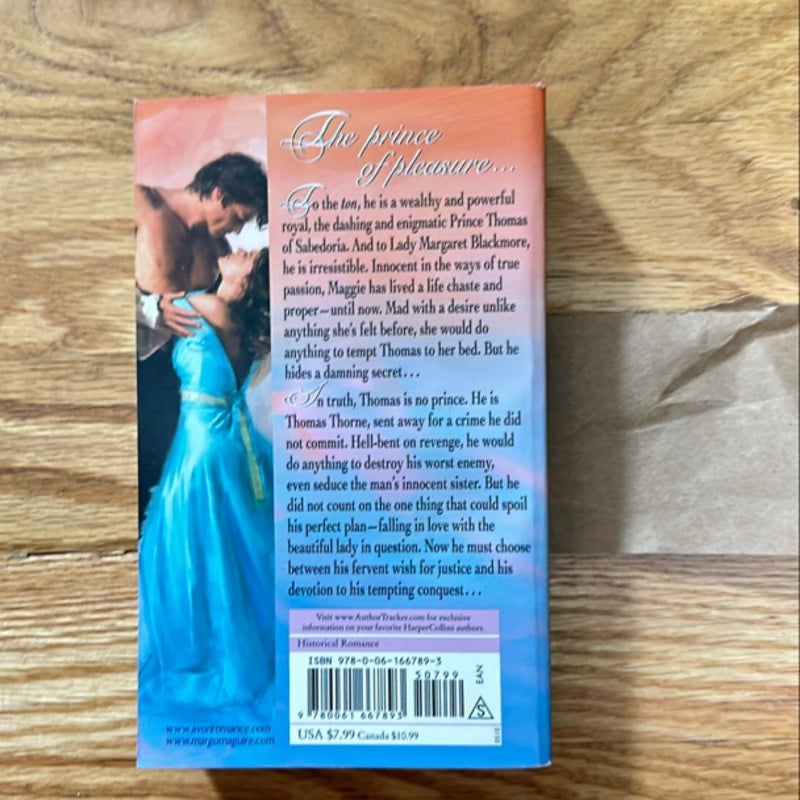 The prince
of pleasure...
To the ton, he is a wealthy and powerful
royal, the dashing and enigmatic Prince Thomas
of Sabedoria. And to Lady Margaret Blackmore,
he is irresistible. Innocent in the ways of true
passion, Maggie has lived a life chaste and
proper—until now. Mad with a desire unlike
anything she's felt before, she would do
anything to tempt Thomas to her bed. But he
hides a damning secret...
In truth, Thomas is no prince. He is
Thomas Thorne, sent away for a crime he did
not commit. Hell-bent on revenge, he would
do anything to destroy his worst enemy,
even seduce the man's innocent sister. But he
did not count on the one thing that could spoil
his perfect plan—falling in love with the
beautiful lady in question. Now he must choose
between his fervent wish for justice and his
devotion to his tempting conquest...
Visit www.AuthorTracker.com for exclusive
information on your favorite HarperCollins authors.
Historical Romance
ISBN 978-0-06-166789-3
50799
EAN
9 780061 667893
S
USA $7.99 Canada $10.99
0510
www.avonromance.com
www.margomaguire.com